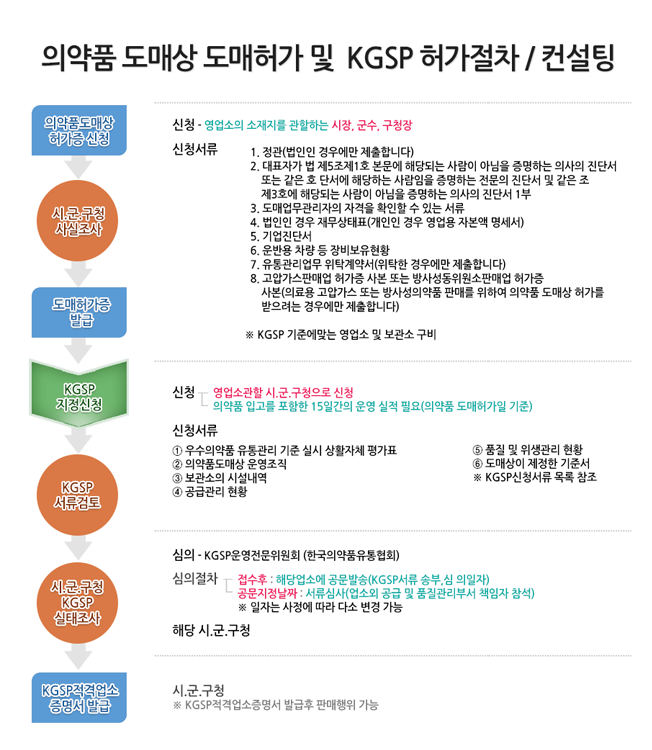 의약품 도매상 도매허가 및 KGSP 허가절차 / 컨설팅
의약품도매상
허가증 신청
신청 - 영업소의 소재지를 관할하는 시장, 군수, 구청장
신청서류
1. 정관(법인인 경우에만 제출합니다)
2. 대표자가 법 제5조제1호 본문에 해당되는 사람이 아님을 증명하는 의사의 진단서
또는 같은 호 단서에 해당하는 사람임을 증명하는 전문의 진단서 및 같은 조
제3호에 해당되는 사람이 아님을 증명하는 의사의 진단서 1부
3. 도매업무관리자의 자격을 확인할 수 있는 서류
4. 법인인 경우 재무상태표(개인인 경우 영업용 자본액 명세서)
5. 기업진단서
6. 운반용 차량 등 장비보유현황
7. 유통관리업무 위탁계약서(위탁한 경우에만 제출합니다)
8. 고압가스판매업 허가증 사본 또는 방사성동위원소판매업 허가증
사본(의료용 고압가스 또는 방사성의약품 판매를 위하여 의약품 도매상 허가를
받으려는 경우에만 제출합니다)
※ KGSP 기준에맞는 영업소 및 보관소 구비
시.군.구청
사실조사
도매허가증
발급
KGSP
지정신청
신청
영업소관할 시.군.구청으로 신청
의약품 입고를 포함한 15일간의 운영 실적 필요(의약품 도매허가일 기준)
신청서류
① 우수의약품 유통관리 기준 실시 상활자체 평가표
② 의약품도매상 운영조직
③ 보관소의 시설내역
④ 공급관리 현황
⑤ 품질 및 위생관리 현황
⑥ 도매상이 제정한 기준서
※ KGSP신청서류 목록 참조
KGSP
서류검토
심의 - KGSP운영전문위원회 (한국의약품유통협회)
심의절차
접수후 : 해당업소에 공문발송(KGSP서류 송부,심 의일자)
공문지정날짜 : 서류심사(업소외 공급 및 품질관리부서 책임자 참석)
※ 일자는 사정에 따라 다소 변경 가능
해당 시.군.구청
시.군.구청
KGSP
실태조사
KGSP적격업소
증명서 발급
시.군.구청
※ KGSP적격업소증명서 발급후 판매행위 가능